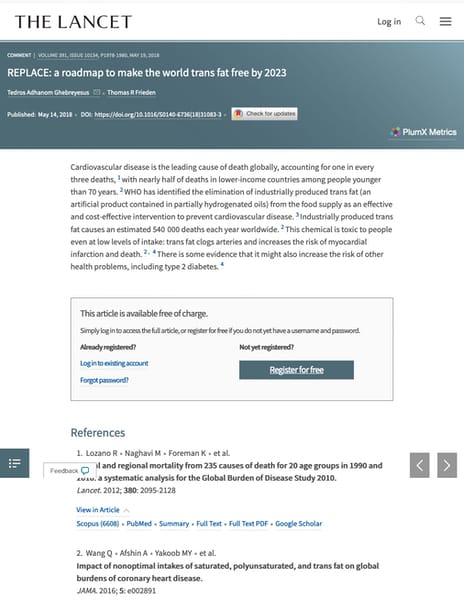 THE LANCET
Log in
COMMENT | VOLUME 391, ISSUE 10134, P1978-1980, MAY 19, 2018
REPLACE: a roadmap to make the world trans fat free by 2023
Tedros Adhanom Ghebreyesus • Thomas R Frieden
Published: May 14, 2018 • DOI: https://doi.org/10.1016/S0140-6736(18)31083-3 • Check for updates
PlumX Metrics
Cardiovascular disease is the leading cause of death globally, accounting for one in every
three deaths, 1 with nearly half of deaths in lower-income countries among people younger
than 70 years. 2 WHO has identified the elimination of industrially produced trans fat (an
artificial product contained in partially hydrogenated oils) from the food supply as an effective
and cost-effective intervention to prevent cardiovascular disease. 3 Industrially produced trans
fat causes an estimated 540 000 deaths each year worldwide. 2 This chemical is toxic to people
even at low levels of intake: trans fat clogs arteries and increases the risk of myocardial
infarction and death. 2, 4 There is some evidence that it might also increase the risk of other
health problems, including type 2 diabetes. 4
This article is available free of charge.
Simply log in to access the full article, or register for free if you do not yet have a username and password.
Already registered?
Not yet registered?
Log in to existing account
Register for free
Forgot password?
References
1. Lozano R • Naghavi M • Foreman K • et al.
l and regional mortality from 235 causes of death for 20 age groups in 1990 and
Feedback
2010: a systematic analysis for the Global Burden of Disease Study 2010.
Lancet. 2012; 380: 2095-2128
View in Article
Scopus (6608) • PubMed • Summary • Full Text • Full Text PDF • Google Scholar
2. Wang Q • Afshin A • Yakoob MY • et al.
Impact of nonoptimal intakes of saturated, polyunsaturated, and trans fat on global
burdens of coronary heart disease.
JAMA. 2016; 5: e002891